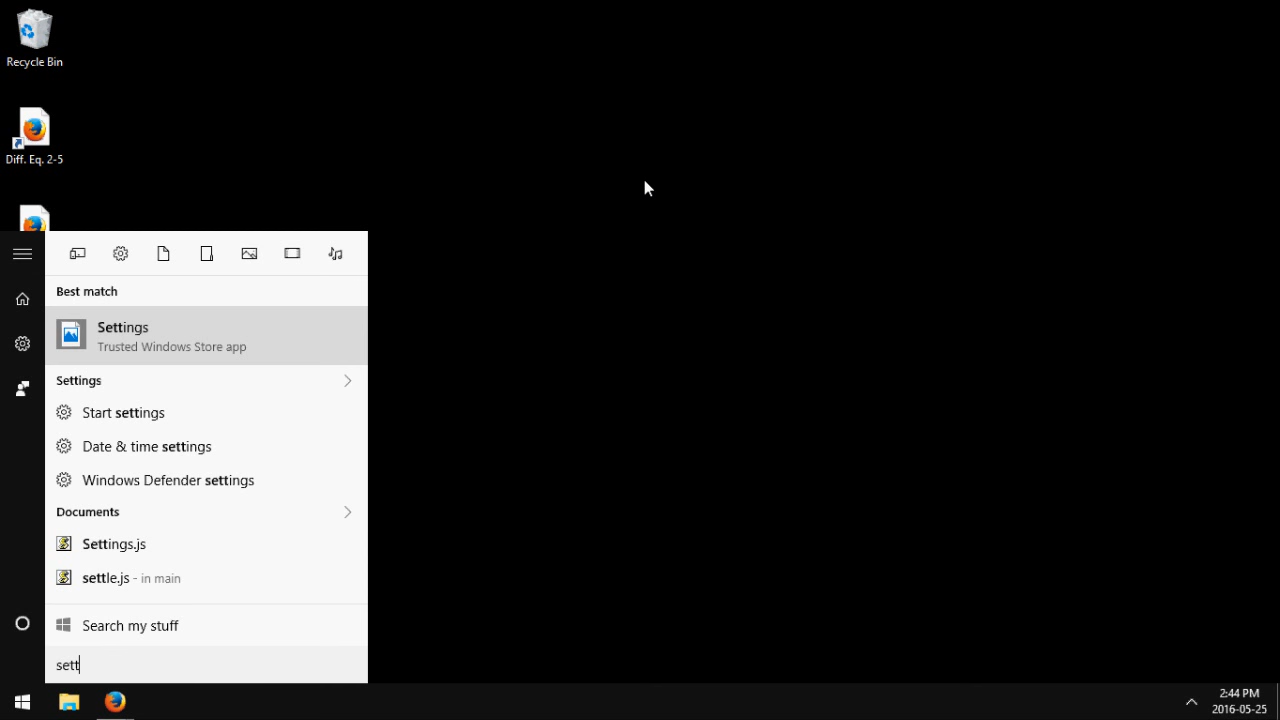 Recycle Bin
Diff. Eq. 2-5
Best match
Settings
Trusted Windows Store app
Settings
Start settings
Date & time settings
Windows Defender settings
Documents
Settings.js
settle.js - in main
Search my stuff
sett
2:44 PM
2016-05-25